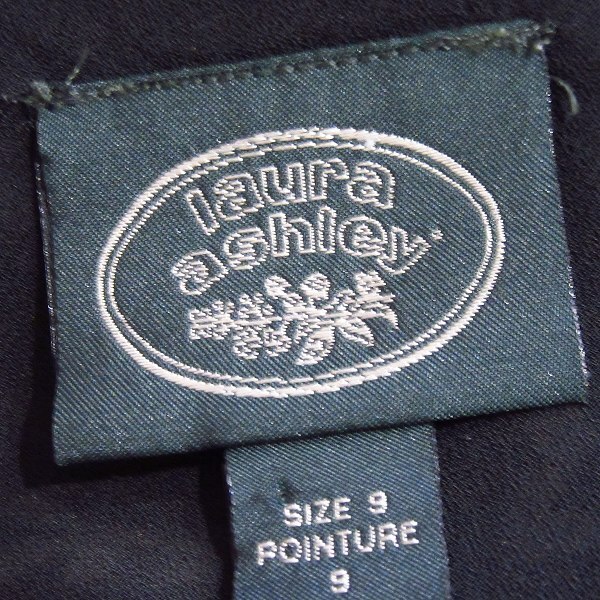 laura
ashley
SIZE 9
POINTURE
9